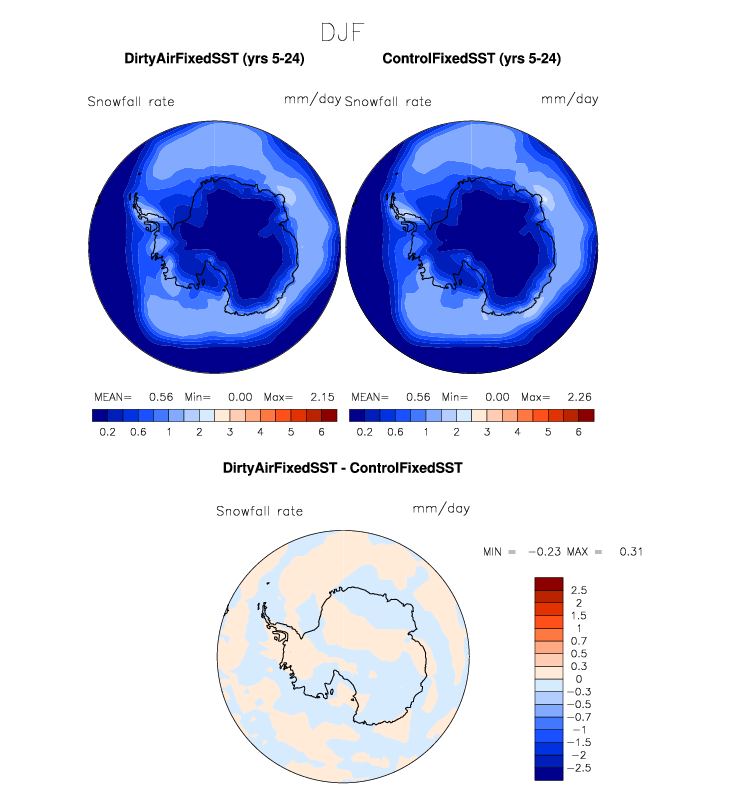 DJF
DirtyAirFixedSST (yrs 5-24) ControlFixedSST (yrs 5-24)
Snowfall rate mm/day Snowfall rate mm/day
MEAN= 0.56 Min= 0.00 Max= 2.15 MEAN= 0.56 Min= 0.00 Max= 2.26
0.2 0.6 1 2 3 4 5 6 0.2 0.6 1 2 3 4 5 6
DirtyAirFixedSST - ControlFixedSST
Snowfall rate mm/day
MIN = -0.23 MAX = 0.31
2.5
2
1.5
1
0.7
0.5
0.3
0
-0.3
-0.5
-0.7
-1
-1.5
-2
-2.5